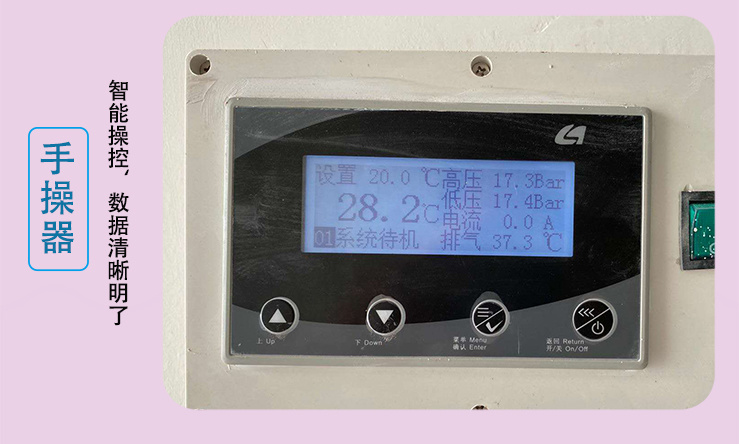 手操器
智能操控，数据清晰明了
设置 20.0 ℃ 高压 17.3Bar
28.2℃ 低压 17.4Bar
电流 0.0 A
01系统待机 排气 37.3 ℃
上 Up
下 Down
菜单 Menu
确认 Enter
返回 Return
开/关 On/Off